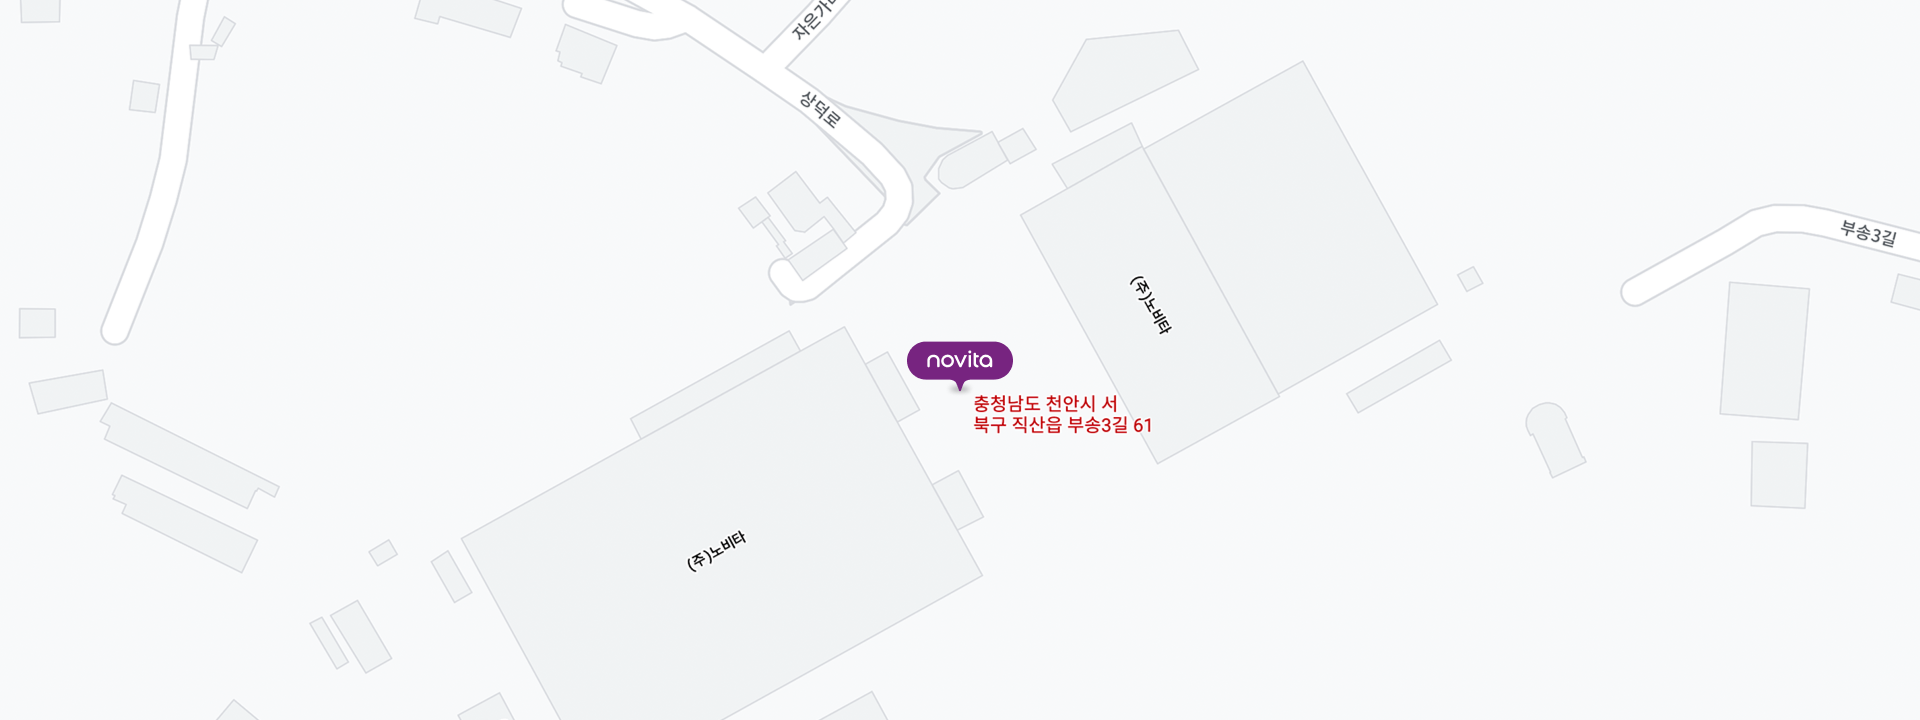 자은가
상덕로
부송3길
(주)노비타
novita
충청남도 천안시 서
북구 직산읍 부송3길 61
(주)노비타